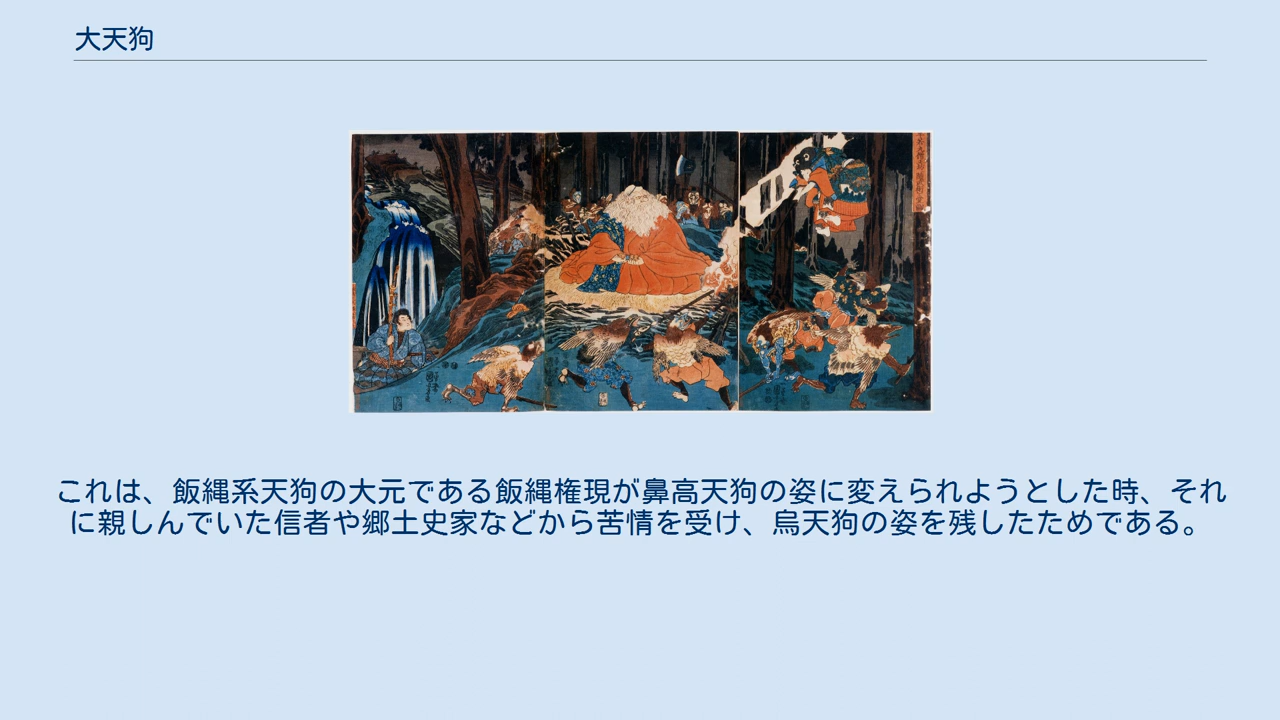 大天狗
これは、飯縄系天狗の大元である飯縄権現が鼻高天狗の姿に変えられようとした時、それ
に親しんでいた信者や郷土史家などから苦情を受け、烏天狗の姿を残したためである。